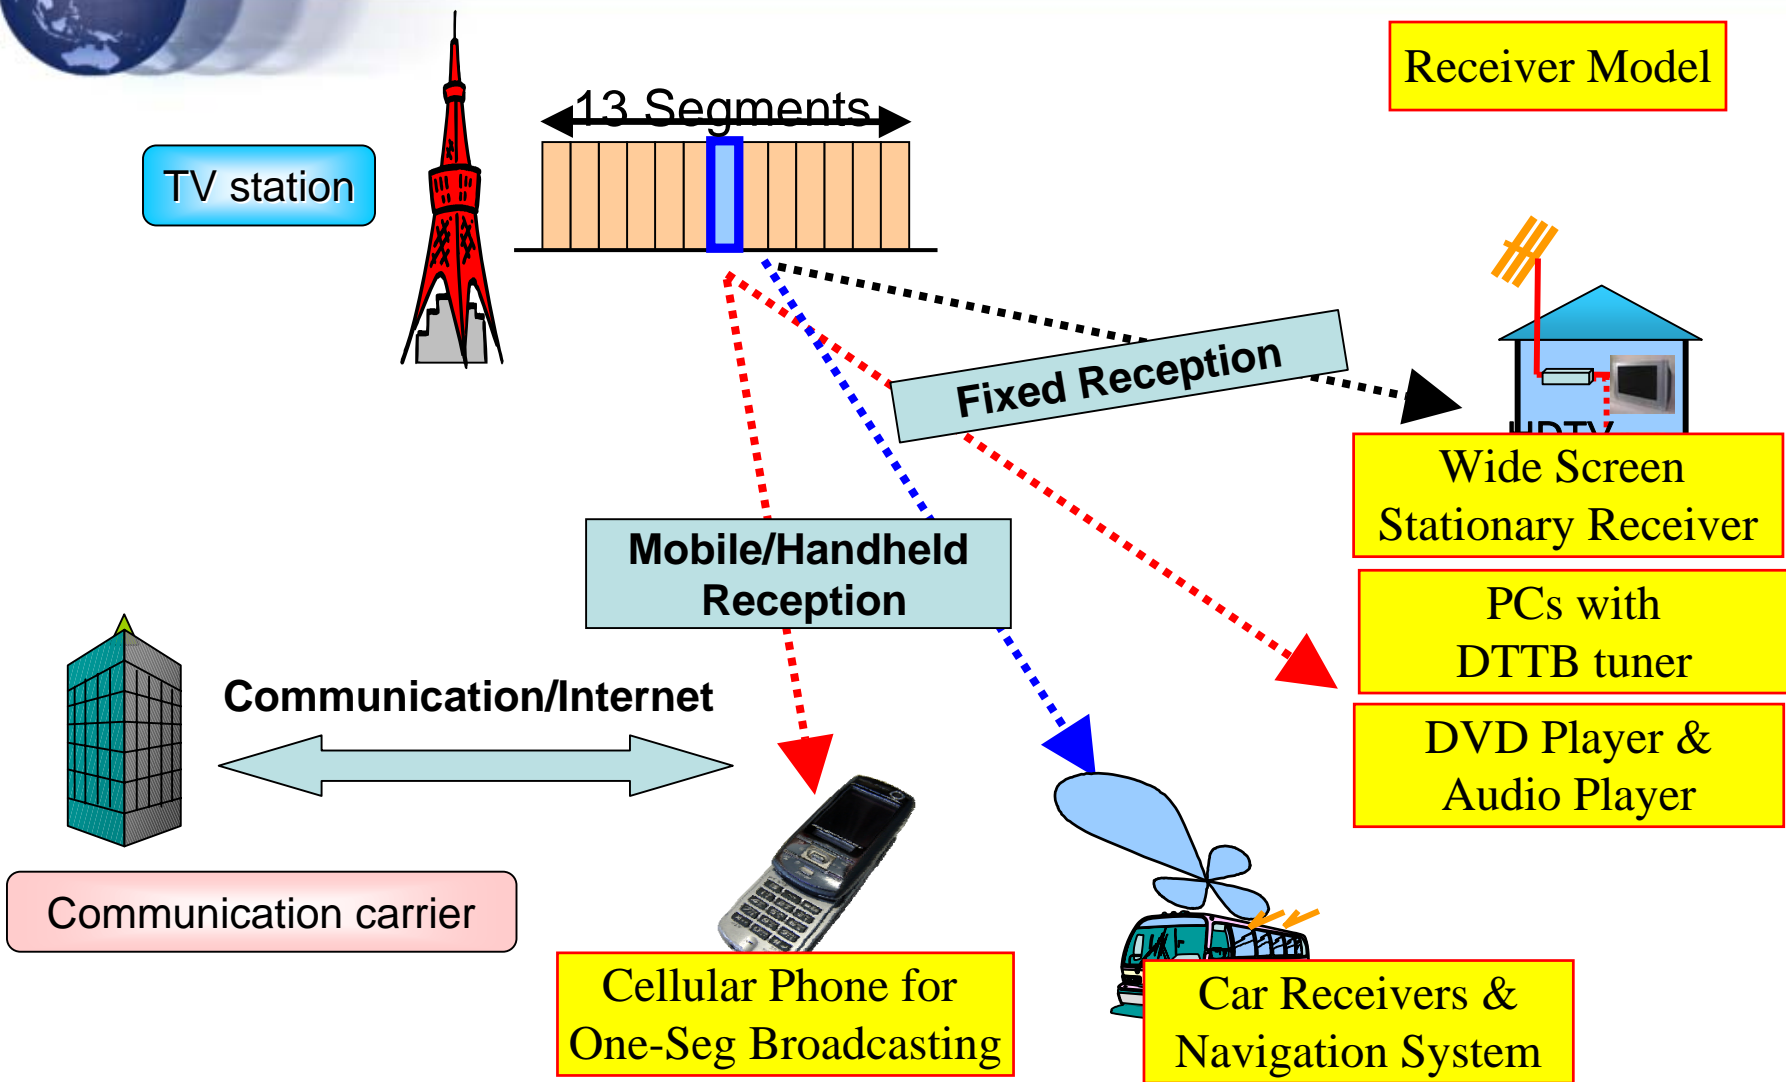 Receiver Model
13 Segments
TV station
Fixed Reception
HDTV
Wide Screen
Stationary Receiver
Mobile/Handheld
Reception
PCs with
DTTB tuner
Communication/Internet
DVD Player &
Audio Player
Communication carrier
Cellular Phone for
One-Seg Broadcasting
Car Receivers &
Navigation System